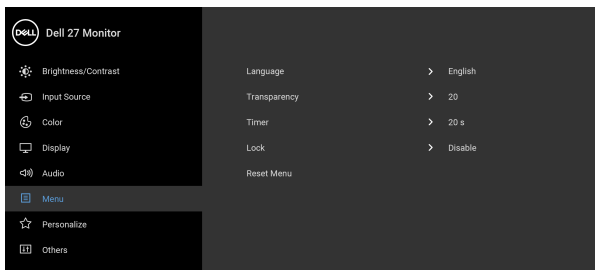 DELL Dell 27 Monitor
Brightness/Contrast
Language English
Input Source
Transparency 20
Color
Timer 20 s
Display
Lock Disable
Audio
Reset Menu
Menu
Personalize
Others